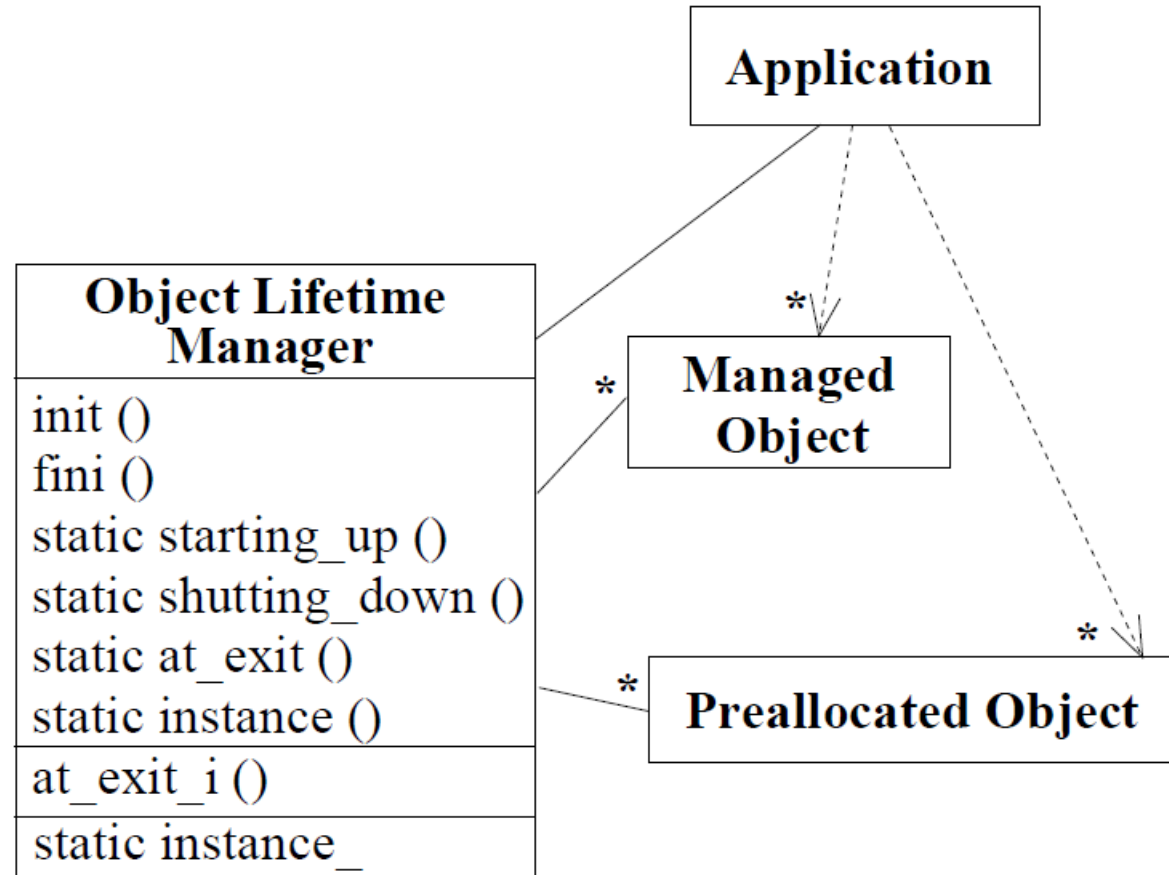 Application
Object Lifetime
Manager
init ()
fini ()
static starting_up ()
static shutting_down ()
static at_exit ()
static instance ()
at_exit_i ()
static instance_
*
Managed
Object
*
*
Preallocated Object
*